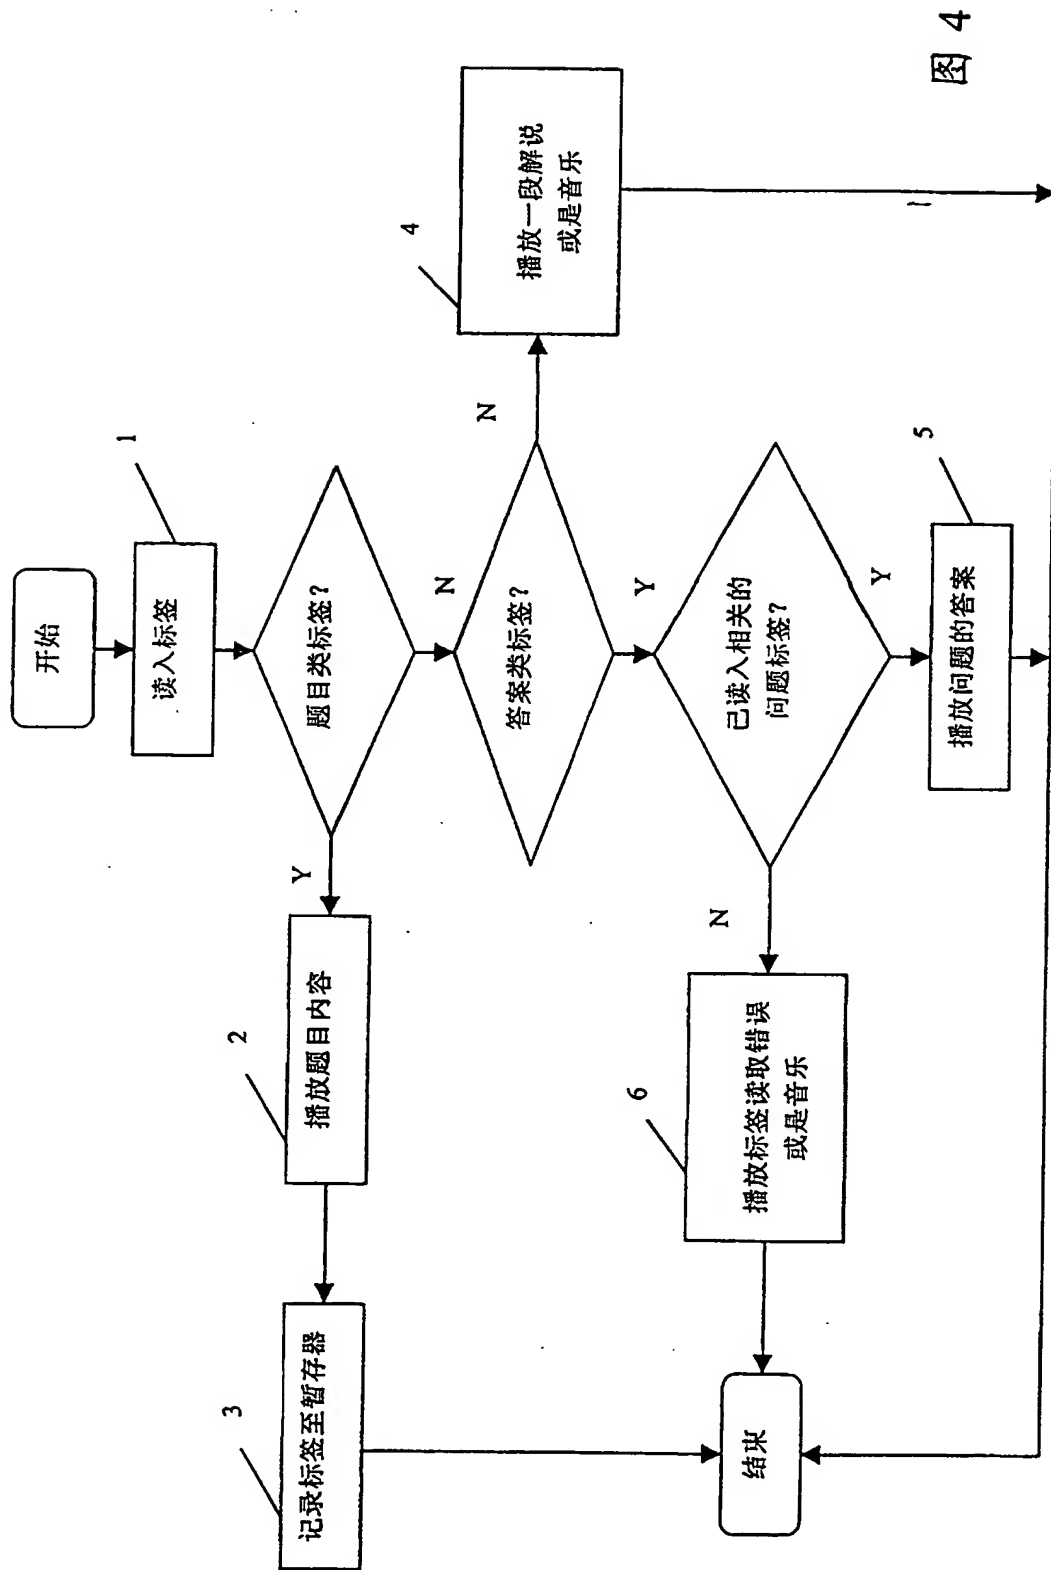 开始
1
读入标签
题目类标签?
Y
N
2
播放题目内容
3
记录标签至暂存器
答案类标签?
N
Y
4
播放一段解说
或是音乐
已读入相关的
问题标签?
N
Y
6
播放标签读取错误
或是音乐
5
播放问题的答案
结束
图 4